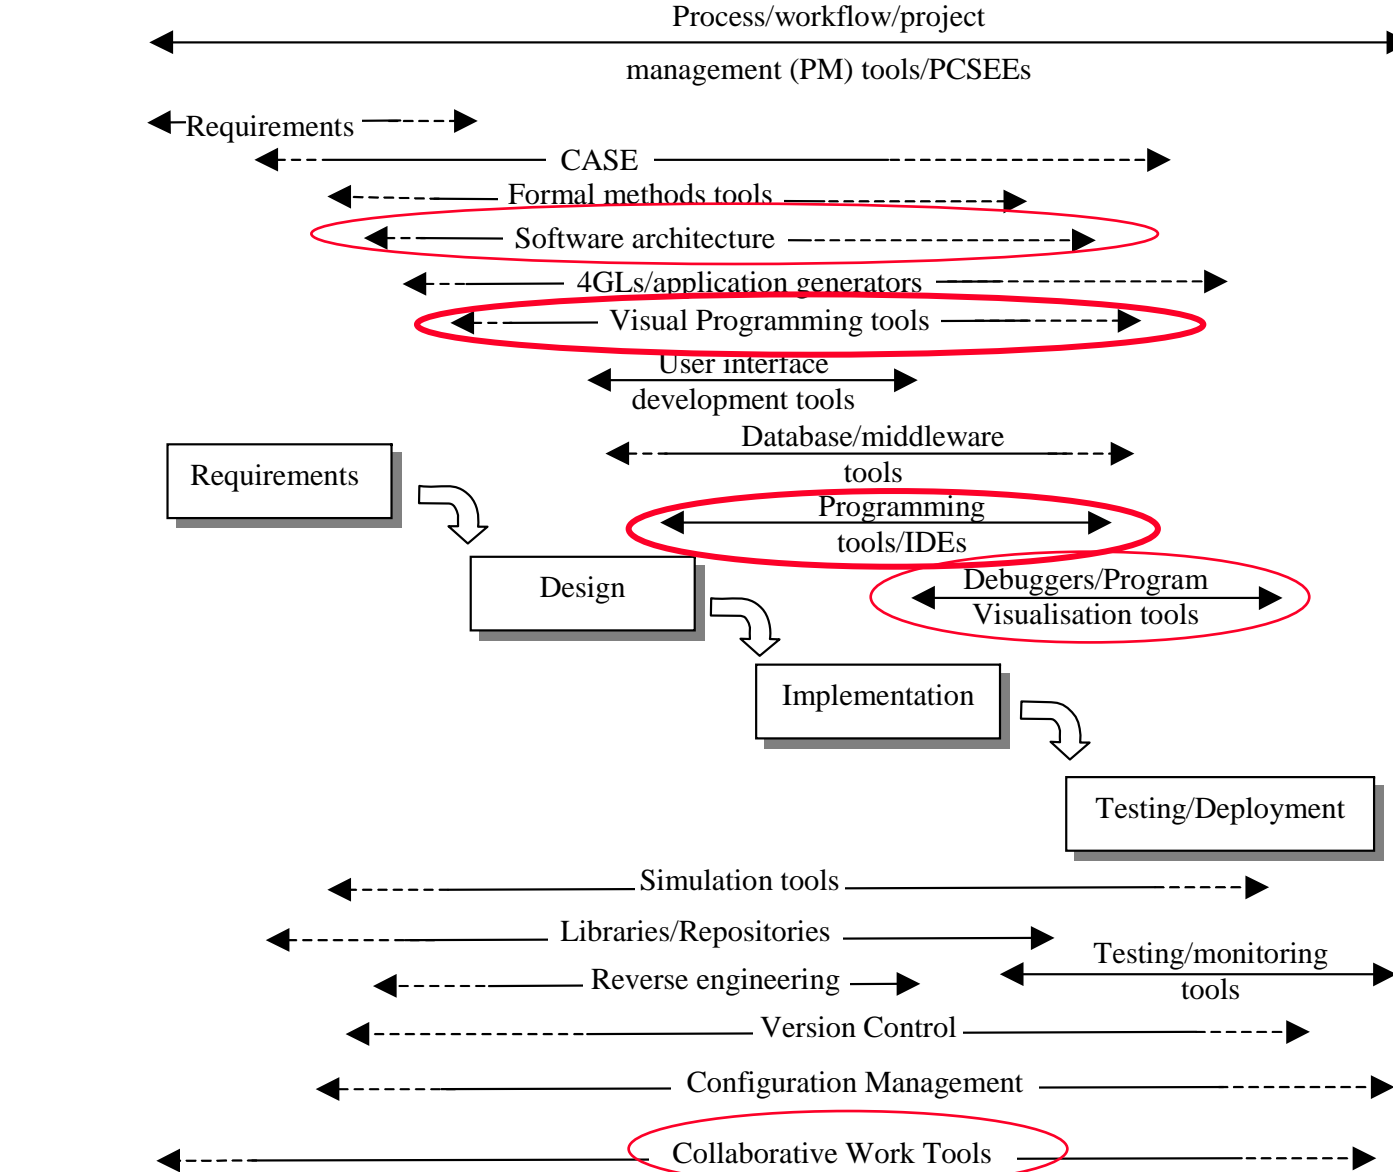 Process/workflow/project
management (PM) tools/PCSEEs
Requirements
CASE
Formal methods tools
Software architecture
4GLs/application generators
Visual Programming tools
User interface
development tools
Database/middleware
tools
Requirements
Programming
tools/IDEs
Design
Debuggers/Program
Visualisation tools
Implementation
Testing/Deployment
Simulation tools
Libraries/Repositories
Testing/monitoring
tools
Reverse engineering
Version Control
Configuration Management
Collaborative Work Tools